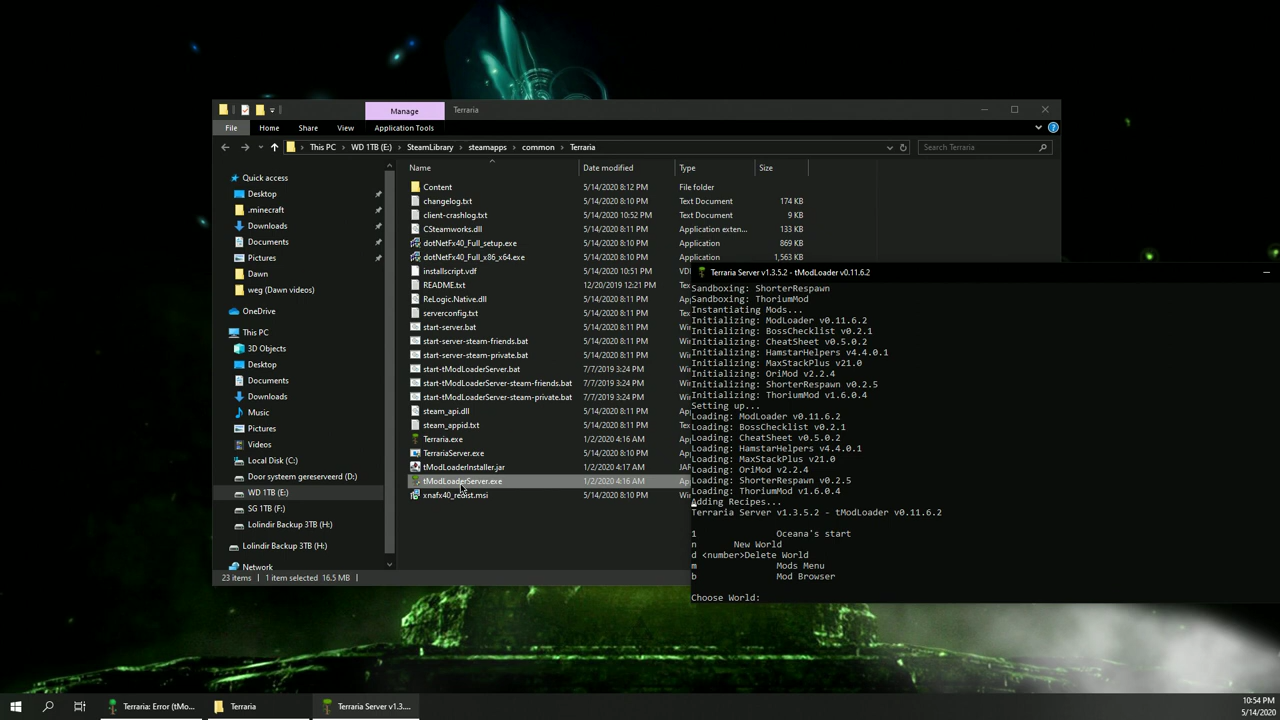 Manage
Terraria
File
Home
Share
View
Application Tools
This PC
WD 1TB (E:)
SteamLibrary
steamapps
common
Terraria
Search Terraria
Name
Date modified
Type
Size
Quick access
Desktop
.minecraft
Downloads
Documents
Pictures
Dawn
weg (Dawn videos)
OneDrive
This PC
3D Objects
Desktop
Documents
Downloads
Music
Pictures
Videos
Local Disk (C:)
Door systeem gereserveerd (D:)
WD 1TB (E:)
SG 1TB (F:)
Lolindir Backup 3TB (H:)
Lolindir Backup 3TB (H:)
Network
Content 5/14/2020 8:12 PM File folder
changelog.txt 5/14/2020 8:10 PM Text Document 174 KB
client-crashlog.txt 5/14/2020 10:52 PM Text Document 9 KB
CSteamworks.dll 5/14/2020 8:11 PM Application exten... 133 KB
dotNetFx40_Full_setup.exe 5/14/2020 8:10 PM Application 869 KB
dotNetFx40_Full_x86_x64.exe 5/14/2020 8:10 PM Application 1,563 KB
installscript.vdf 5/14/2020 10:51 PM
README.txt 12/20/2019 12:21 PM
ReLogic.Native.dll 5/14/2020 8:11 PM
serverconfig.txt 5/14/2020 8:11 PM
start-server.bat 5/14/2020 8:11 PM
start-server-steam-friends.bat 5/14/2020 8:11 PM
start-server-steam-private.bat 5/14/2020 8:11 PM
start-tModLoaderServer.bat 7/7/2019 3:24 PM
start-tModLoaderServer-steam-friends.bat 7/7/2019 3:24 PM
start-tModLoaderServer-steam-private.bat 7/7/2019 3:24 PM
steam_api.dll 5/14/2020 8:11 PM
steam_appid.txt 5/14/2020 8:11 PM
Terraria.exe 1/2/2020 4:16 AM
TerrariaServer.exe 5/14/2020 8:11 PM
tModLoaderInstaller.jar 1/2/2020 4:17 AM
tModLoaderServer.exe 1/2/2020 4:16 AM
xnafx40_redist.msi 5/14/2020 8:10 PM
23 items 1 item selected 16.5 MB
Terraria Server v1.3.5.2 - tModLoader v0.11.6.2
Sandboxing: ShorterRespawn
Sandboxing: ThoriumMod
Instantiating Mods...
Initializing: ModLoader v0.11.6.2
Initializing: BossChecklist v0.2.1
Initializing: CheatSheet v0.5.0.2
Initializing: HamstarHelpers v4.4.0.1
Initializing: MaxStackPlus v21.0
Initializing: OriMod v2.2.4
Initializing: ShorterRespawn v0.2.5
Initializing: ThoriumMod v1.6.0.4
Setting up...
Loading: ModLoader v0.11.6.2
Loading: BossChecklist v0.2.1
Loading: CheatSheet v0.5.0.2
Loading: HamstarHelpers v4.4.0.1
Loading: MaxStackPlus v21.0
Loading: OriMod v2.2.4
Loading: ShorterRespawn v0.2.5
Loading: ThoriumMod v1.6.0.4
Adding Recipes...
Terraria Server v1.3.5.2 - tModLoader v0.11.6.2
1 Oceana's start
n New World
d <number>Delete World
m Mods Menu
b Mod Browser
Choose World:
Terraria: Error (tMo...
Terraria
Terraria Server v1.3....
10:54 PM
5/14/2020